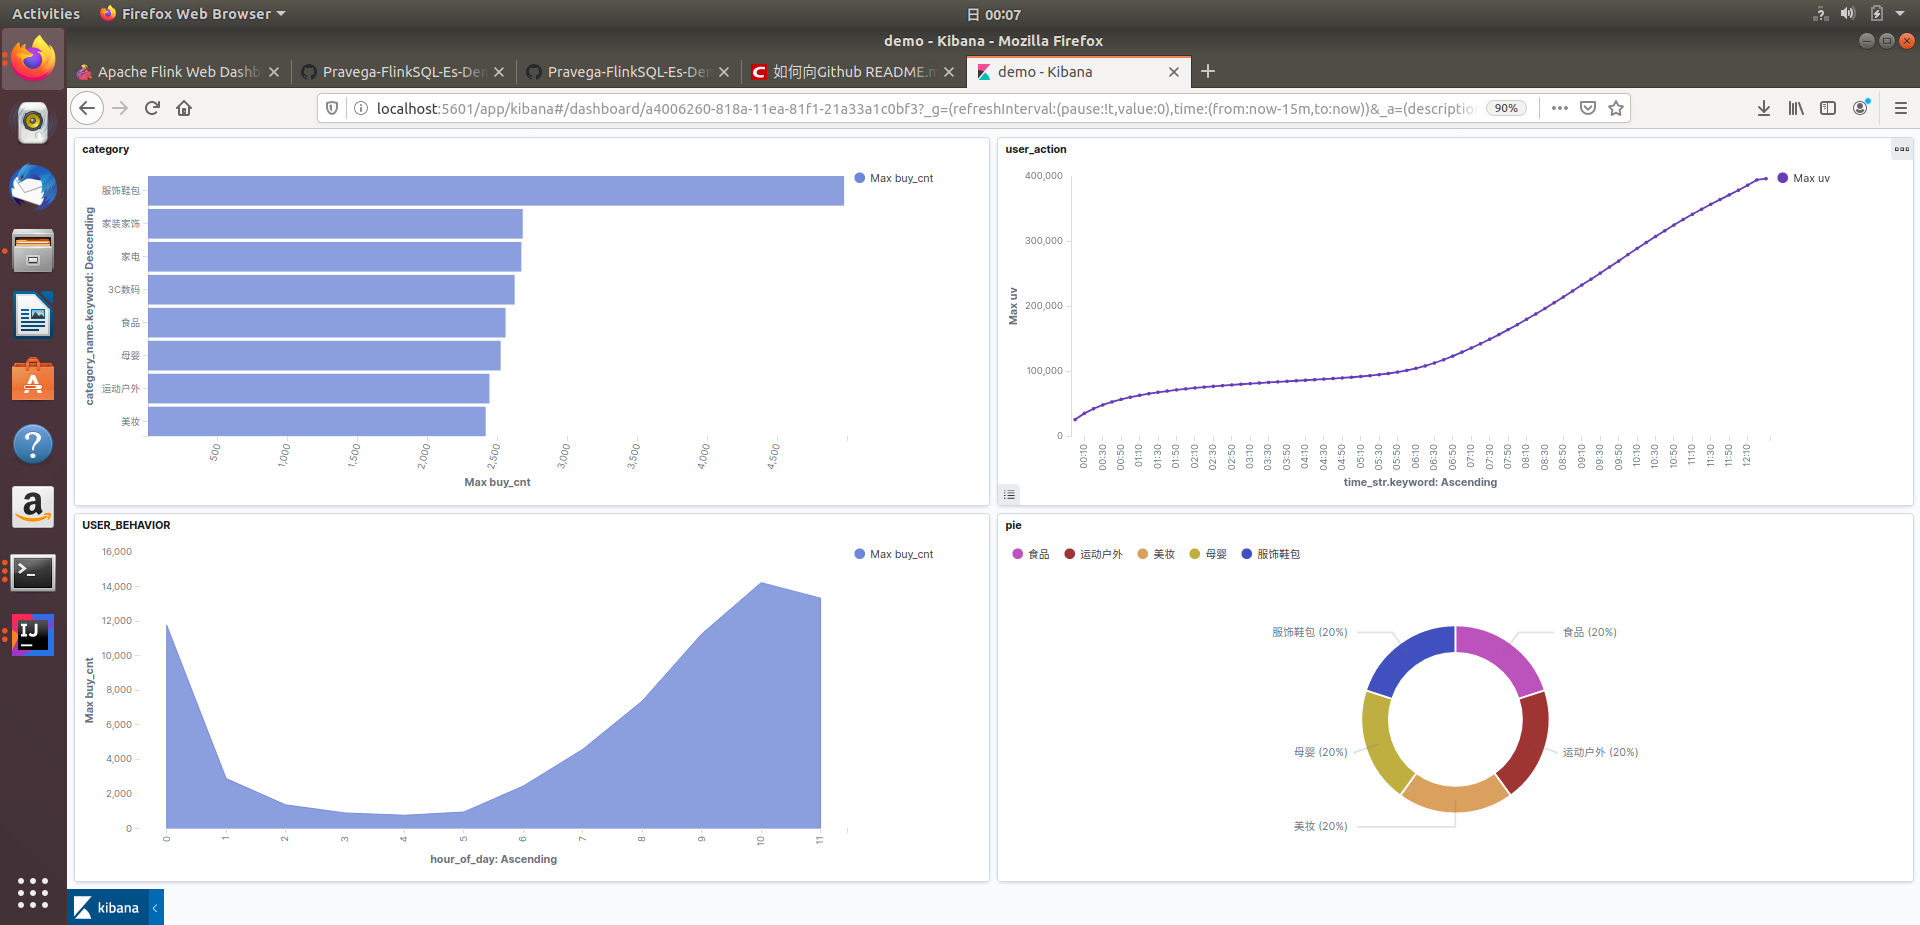 Activities
Firefox Web Browser
日 00:07
demo - Kibana - Mozilla Firefox
Apache Flink Web Dashb
Pravega-FlinkSQL-Es-Der
Pravega-FlinkSQL-Es-Der
如何向Github README.m
demo - Kibana
localhost:5601/app/kibana#/dashboard/a4006260-818a-11ea-81f1-21a33a1c0bf3?_g=(refreshInterval:(pause:!t,value:0),time:(from:now-15m,to:now))&_a=(description
90%
category
服饰鞋包
家装家饰
家电
3C数码
食品
母婴
运动户外
美妆
category_name.keyword: Descending
500
1,000
1,500
2,000
2,500
3,000
3,500
4,000
4,500
Max buy_cnt
Max buy_cnt
user_action
400,000
300,000
200,000
100,000
0
Max uv
00:10
00:30
00:50
01:10
01:30
01:50
02:10
02:30
02:50
03:10
03:30
03:50
04:10
04:30
04:50
05:10
05:30
05:50
06:10
06:30
06:50
07:10
07:30
07:50
08:10
08:30
08:50
09:10
09:30
09:50
10:10
10:30
10:50
11:10
11:30
11:50
12:10
time_str.keyword: Ascending
Max uv
USER_BEHAVIOR
16,000
14,000
12,000
10,000
8,000
6,000
4,000
2,000
0
Max buy_cnt
0
1
2
3
4
5
6
7
8
9
10
11
hour_of_day: Ascending
Max buy_cnt
pie
食品
运动户外
美妆
母婴
服饰鞋包
服饰鞋包 (20%)
食品 (20%)
母婴 (20%)
运动户外 (20%)
美妆 (20%)
kibana